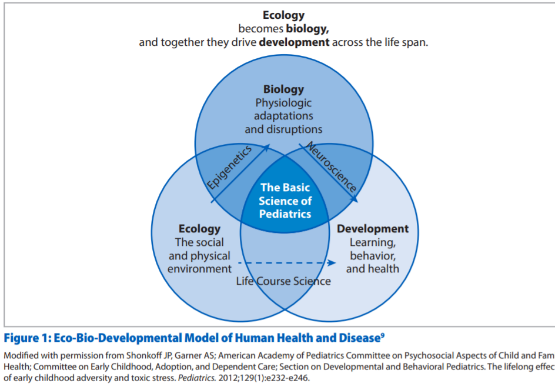 Ecology
becomes biology,
and together they drive development across the life span.
Biology
Physiologic
adaptations
and disruptions
Epigenetics
Neuroscience
The Basic
Science of
Pediatrics
Ecology
The social
and physical
environment
Development
Learning,
behavior,
and health
Life Course Science
Figure 1: Eco-Bio-Developmental Model of Human Health and Disease⁹
Modified with permission from Shonkoff JP, Garner AS; American Academy of Pediatrics Committee on Psychosocial Aspects of Child and Fam
Health; Committee on Early Childhood, Adoption, and Dependent Care; Section on Developmental and Behavioral Pediatrics. The lifelong effe
of early childhood adversity and toxic stress. Pediatrics. 2012;129(1):e232-e246.